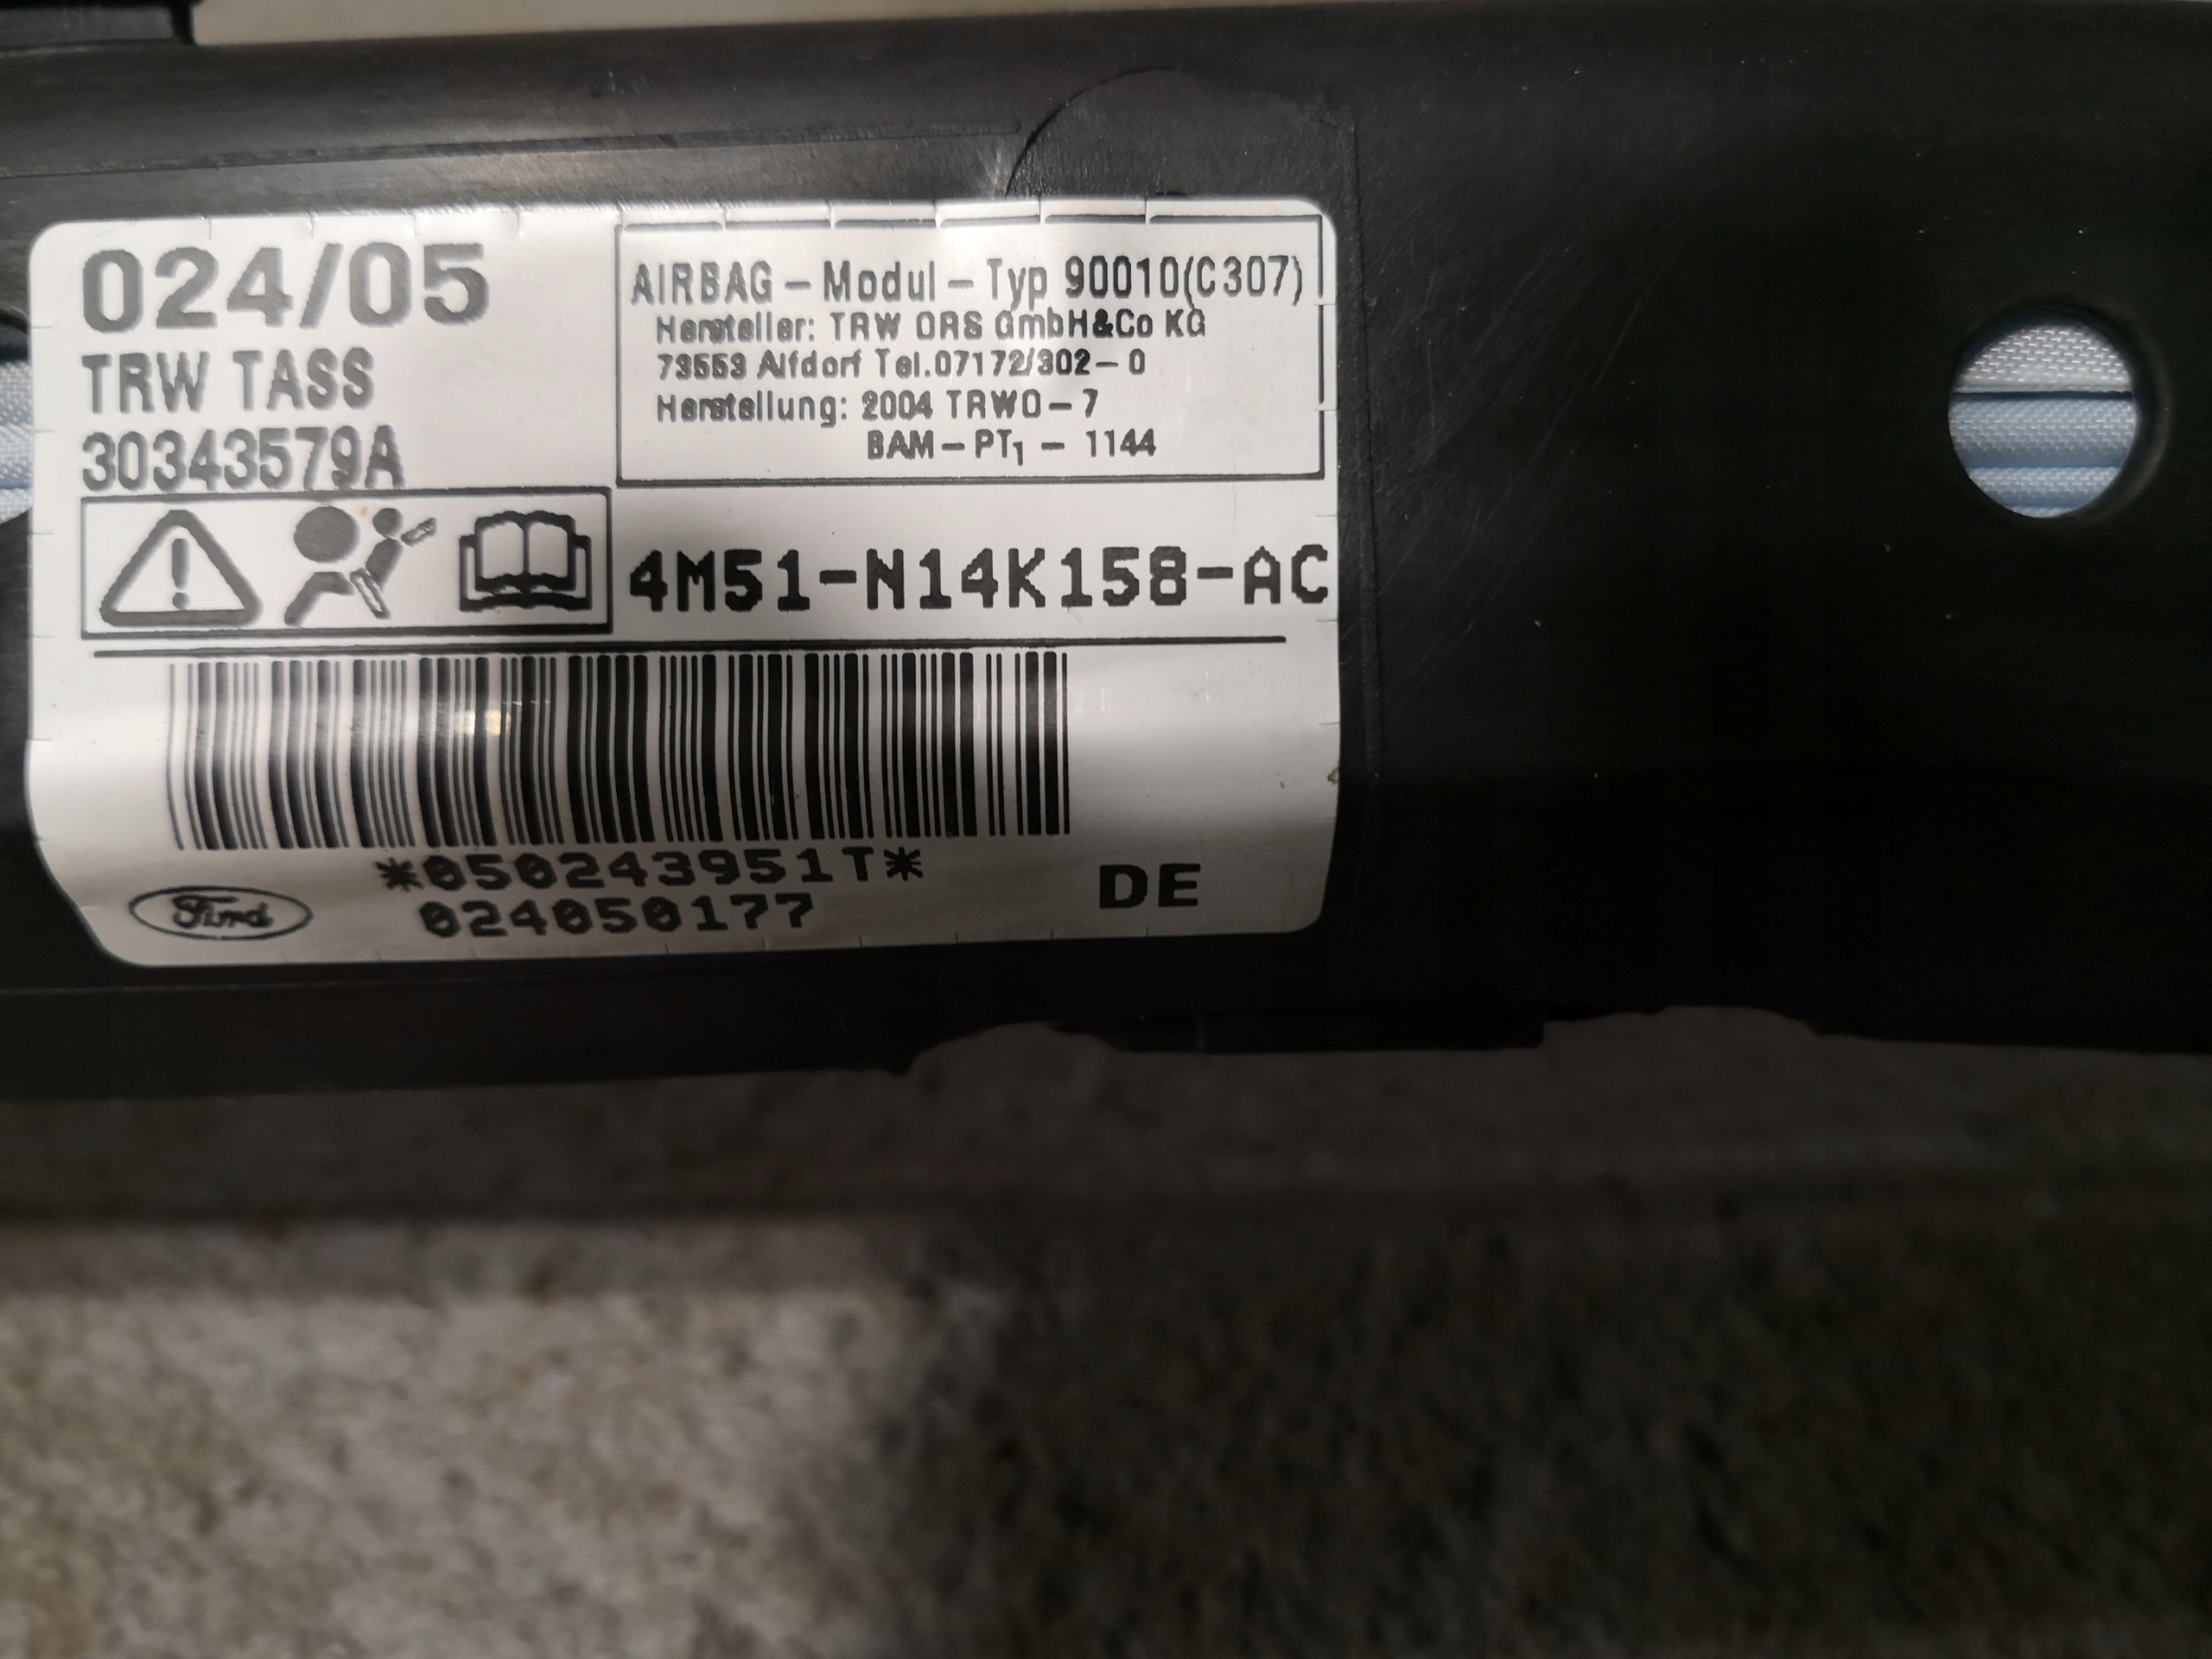 024/05
TRW TASS
30343579A
AIRBAG – Modul – Typ 90010(C307)
Hersteller: TRW ORS GmbH&Co KG
73553 Alfdorf Tel.07172/302 – 0
Herstellung: 2004 TRWO – 7
BAM – PT1 – 1144
4M51-N14K158-AC
*050243951T*
024050177
DE
Ford